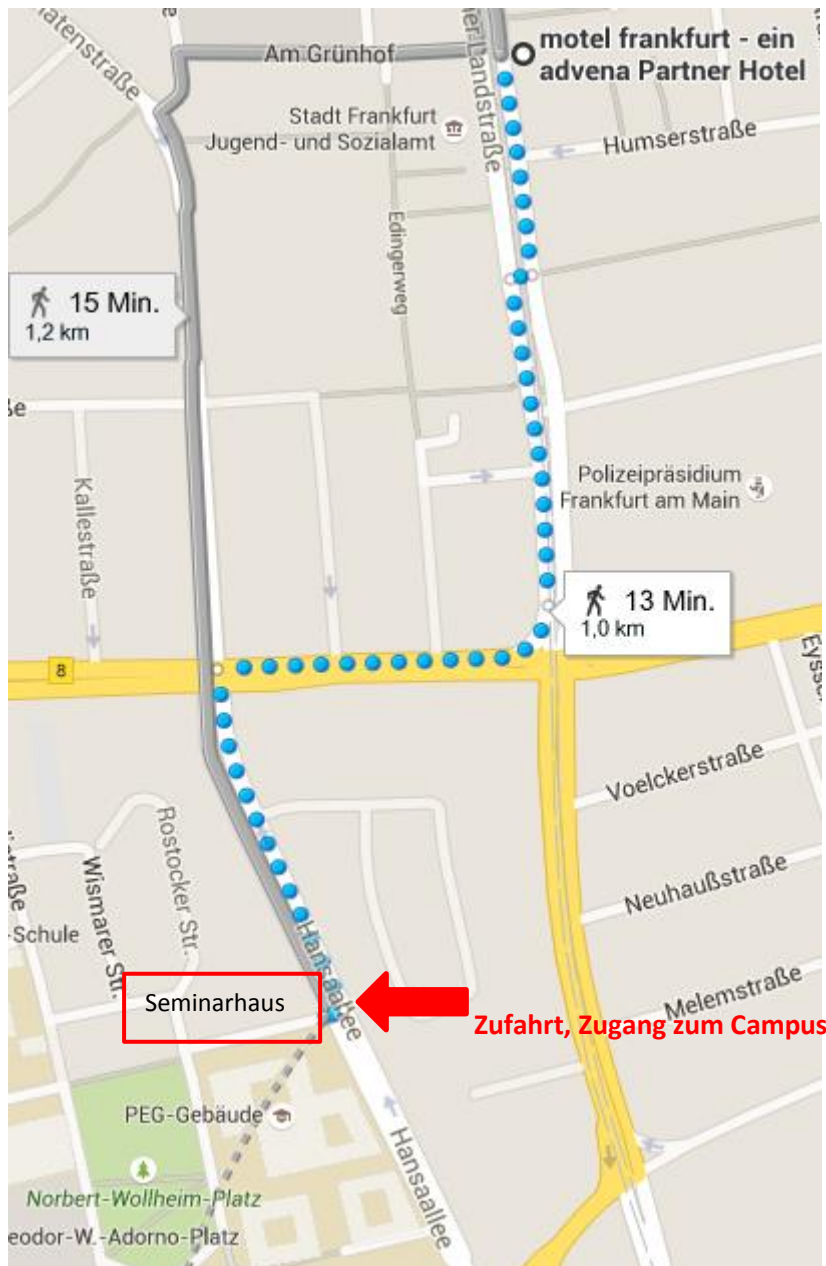 motel frankfurt - ein
advena Partner Hotel
Am Grünhof
Stadt Frankfurt
Jugend- und Sozialamt
Humserstraße
Edingerweg
15 Min.
1,2 km
Kallestraße
Polizeipräsidium
Frankfurt am Main
13 Min.
1,0 km
8
Voelckerstraße
Rostocker Str.
Wismarer Str.
Neuhaußstraße
-Schule
Hansaallee
Seminarhaus
Melemstraße
Zufahrt, Zugang zum Campus
PEG-Gebäude
Hansaallee
Norbert-Wollheim-Platz
eodor-W.-Adorno-Platz